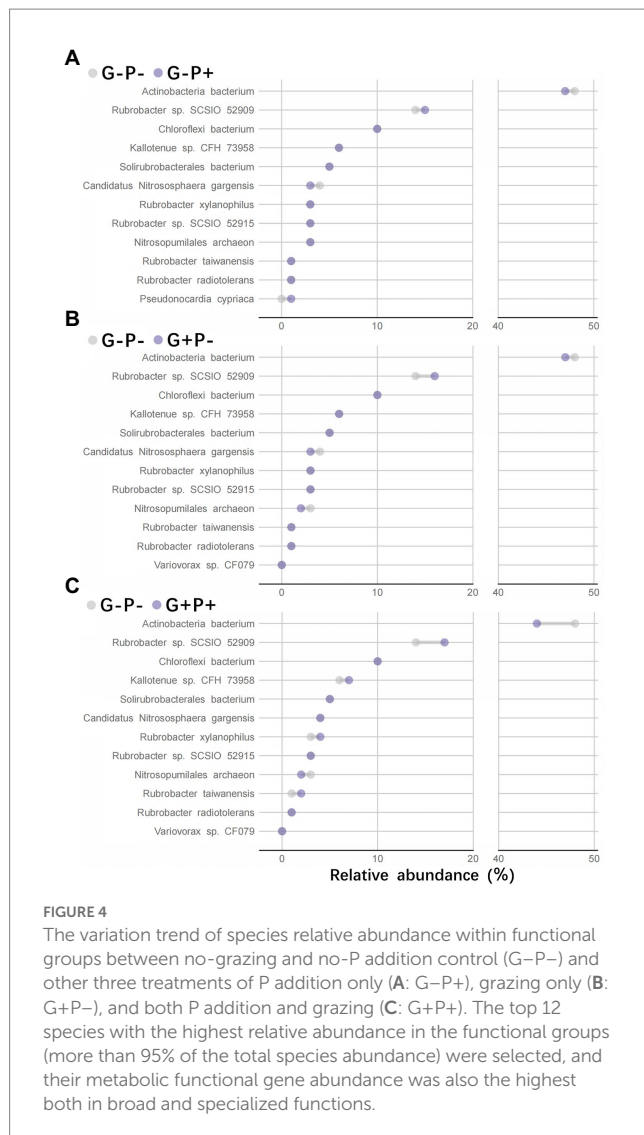 A
G-P- G-P+
Actinobacteria bacterium
Rubrobacter sp. SCSIO 52909
Chloroflexi bacterium
Kallotenue sp. CFH 73958
Solirubrobacterales bacterium
Candidatus Nitrososphaera gargensis
Rubrobacter xylanophilus
Rubrobacter sp. SCSIO 52915
Nitrosopumilales archaeon
Rubrobacter taiwanensis
Rubrobacter radiotolerans
Pseudonocardia cypriaca
0 10 20 40 50
B
G-P- G+P-
Actinobacteria bacterium
Rubrobacter sp. SCSIO 52909
Chloroflexi bacterium
Kallotenue sp. CFH 73958
Solirubrobacterales bacterium
Candidatus Nitrososphaera gargensis
Rubrobacter xylanophilus
Rubrobacter sp. SCSIO 52915
Nitrosopumilales archaeon
Rubrobacter taiwanensis
Rubrobacter radiotolerans
Variovorax sp. CF079
0 10 20 40 50
C
G-P- G+P+
Actinobacteria bacterium
Rubrobacter sp. SCSIO 52909
Chloroflexi bacterium
Kallotenue sp. CFH 73958
Solirubrobacterales bacterium
Candidatus Nitrososphaera gargensis
Rubrobacter xylanophilus
Rubrobacter sp. SCSIO 52915
Nitrosopumilales archaeon
Rubrobacter taiwanensis
Rubrobacter radiotolerans
Variovorax sp. CF079
0 10 20 40 50
Relative abundance (%)
FIGURE 4
The variation trend of species relative abundance within functional
groups between no-grazing and no-P addition control (G–P–) and
other three treatments of P addition only (A: G–P+), grazing only (B:
G+P–), and both P addition and grazing (C: G+P+). The top 12
species with the highest relative abundance in the functional groups
(more than 95% of the total species abundance) were selected, and
their metabolic functional gene abundance was also the highest
both in broad and specialized functions.